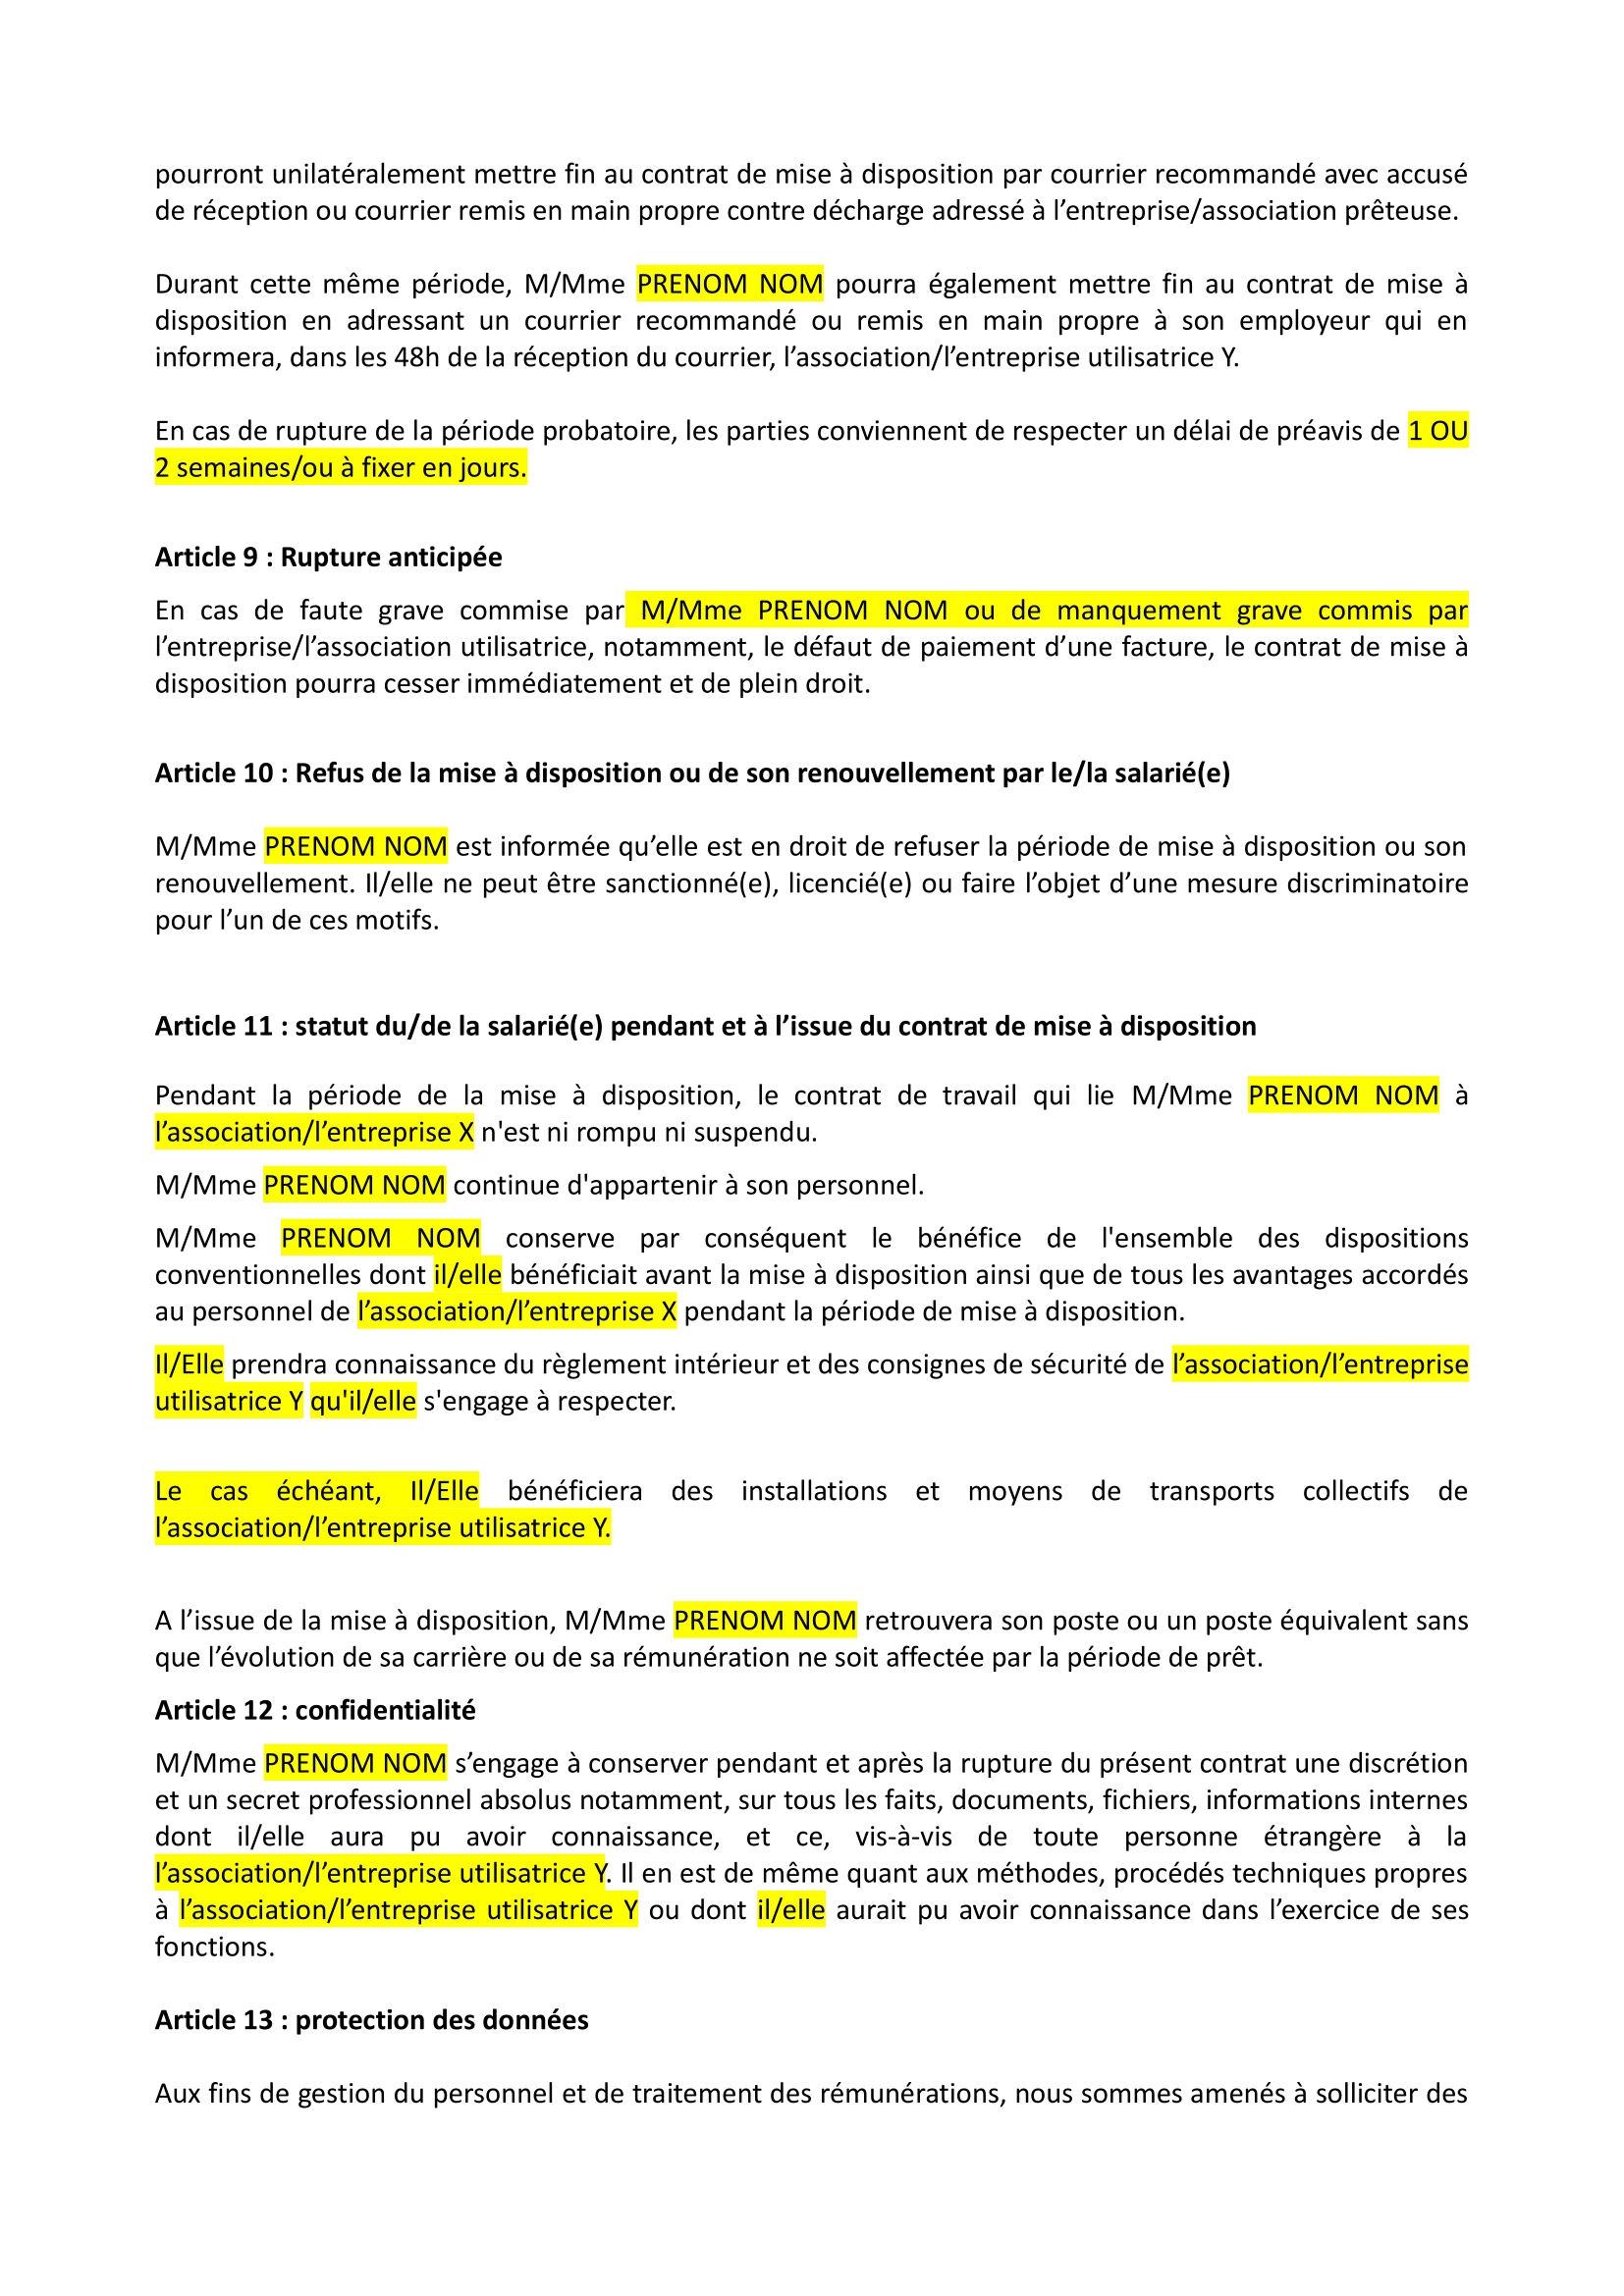 pourront unilatéralement mettre fin au contrat de mise à disposition par courrier recommandé avec accusé
de réception ou courrier remis en main propre contre décharge adressé à l’entreprise/association prêteuse.
Durant cette même période, M/Mme PRENOM NOM pourra également mettre fin au contrat de mise à
disposition en adressant un courrier recommandé ou remis en main propre à son employeur qui en
informera, dans les 48h de la réception du courrier, l’association/l’entreprise utilisatrice Y.
En cas de rupture de la période probatoire, les parties conviennent de respecter un délai de préavis de 1 OU
2 semaines/ou à fixer en jours.
Article 9 : Rupture anticipée
En cas de faute grave commise par M/Mme PRENOM NOM ou de manquement grave commis par
l’entreprise/l’association utilisatrice, notamment, le défaut de paiement d’une facture, le contrat de mise à
disposition pourra cesser immédiatement et de plein droit.
Article 10 : Refus de la mise à disposition ou de son renouvellement par le/la salarié(e)
M/Mme PRENOM NOM est informée qu’elle est en droit de refuser la période de mise à disposition ou son
renouvellement. Il/elle ne peut être sanctionné(e), licencié(e) ou faire l’objet d’une mesure discriminatoire
pour l’un de ces motifs.
Article 11 : statut du/de la salarié(e) pendant et à l’issue du contrat de mise à disposition
Pendant la période de la mise à disposition, le contrat de travail qui lie M/Mme PRENOM NOM à
l’association/l’entreprise X n'est ni rompu ni suspendu.
M/Mme PRENOM NOM continue d'appartenir à son personnel.
M/Mme PRENOM NOM conserve par conséquent le bénéfice de l'ensemble des dispositions
conventionnelles dont il/elle bénéficiait avant la mise à disposition ainsi que de tous les avantages accordés
au personnel de l’association/l’entreprise X pendant la période de mise à disposition.
Il/Elle prendra connaissance du règlement intérieur et des consignes de sécurité de l’association/l’entreprise
utilisatrice Y qu'il/elle s'engage à respecter.
Le cas échéant, Il/Elle bénéficiera des installations et moyens de transports collectifs de
l’association/l’entreprise utilisatrice Y.
A l’issue de la mise à disposition, M/Mme PRENOM NOM retrouvera son poste ou un poste équivalent sans
que l’évolution de sa carrière ou de sa rémunération ne soit affectée par la période de prêt.
Article 12 : confidentialité
M/Mme PRENOM NOM s’engage à conserver pendant et après la rupture du présent contrat une discrétion
et un secret professionnel absolus notamment, sur tous les faits, documents, fichiers, informations internes
dont il/elle aura pu avoir connaissance, et ce, vis-à-vis de toute personne étrangère à la
l’association/l’entreprise utilisatrice Y. Il en est de même quant aux méthodes, procédés techniques propres
à l’association/l’entreprise utilisatrice Y ou dont il/elle aurait pu avoir connaissance dans l’exercice de ses
fonctions.
Article 13 : protection des données
Aux fins de gestion du personnel et de traitement des rémunérations, nous sommes amenés à solliciter des